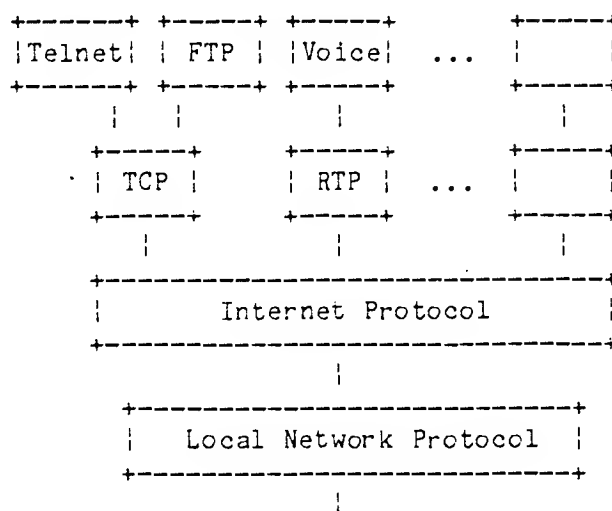 Telnet FTP Voice ...
TCP RTP ...
Internet Protocol
Local Network Protocol